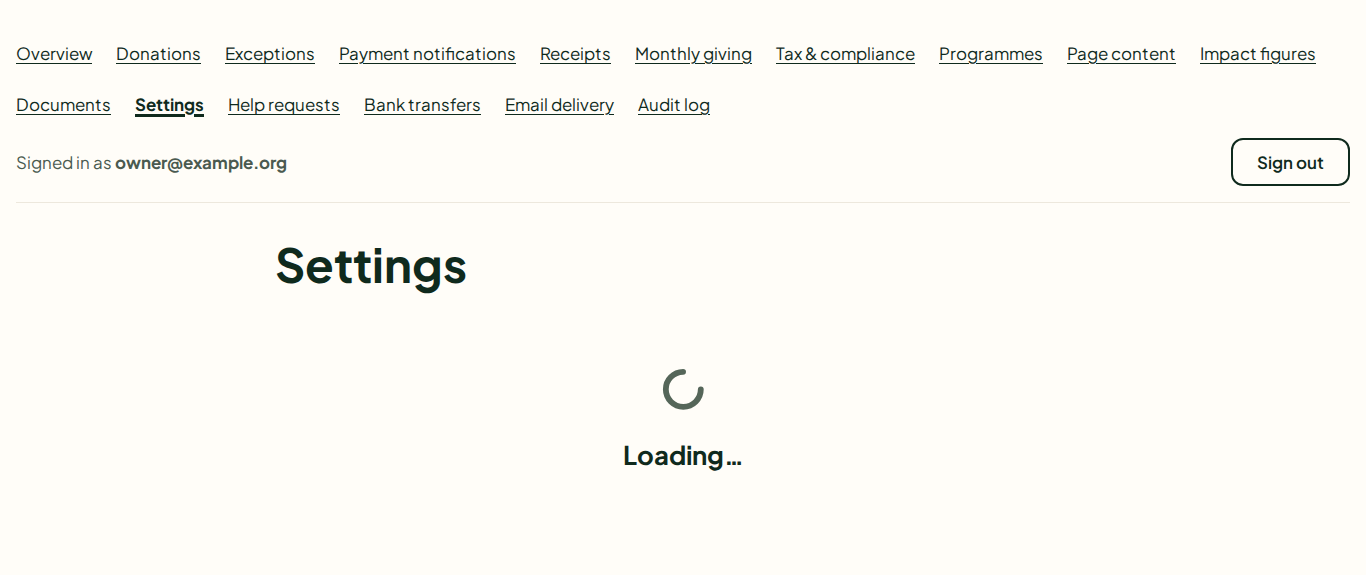 Overview Donations Exceptions Payment notifications Receipts Monthly giving Tax & compliance Programmes Page content Impact figures
Documents Settings Help requests Bank transfers Email delivery Audit log
Signed in as owner@example.org Sign out
Settings
Loading…